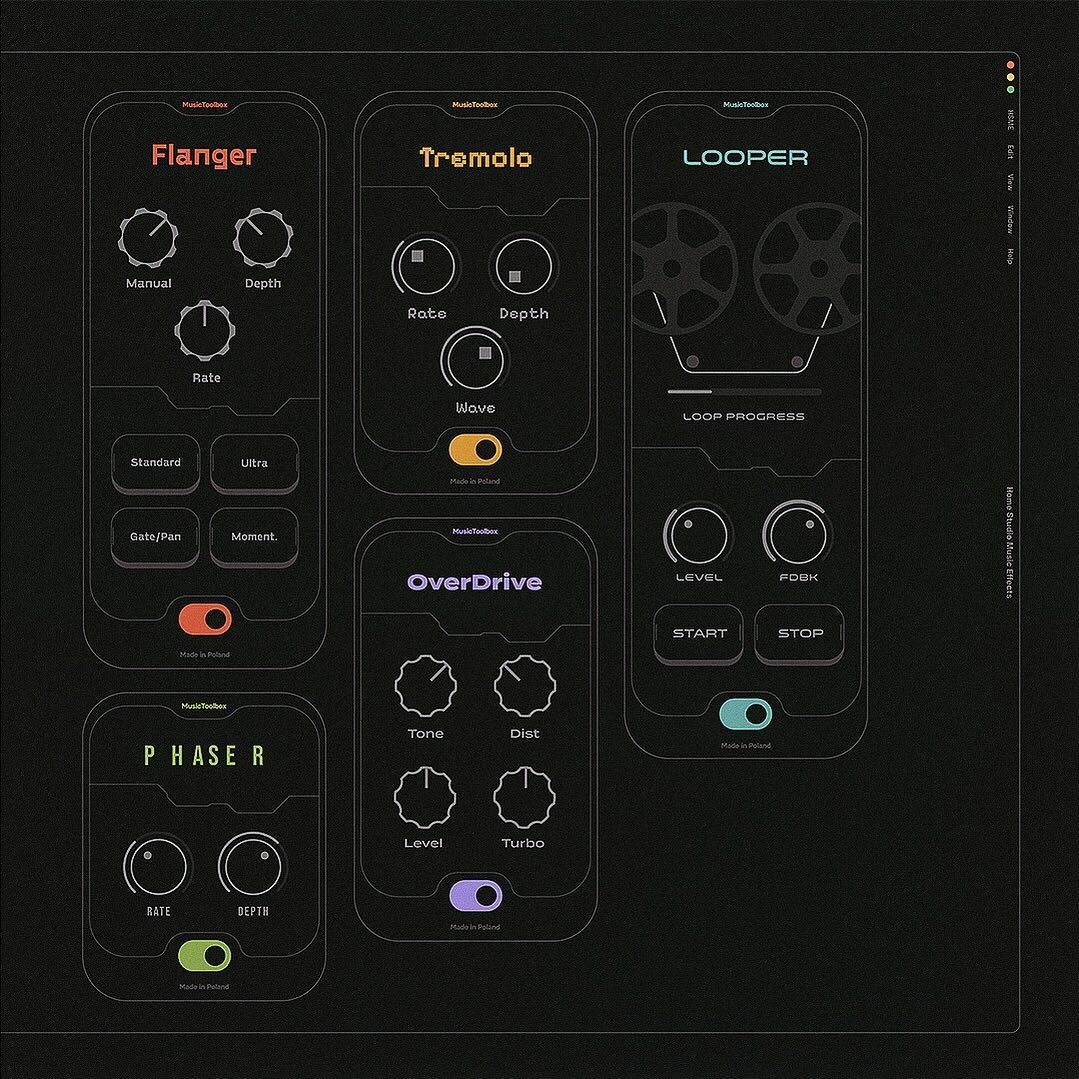 MusicToolbox
Flanger
Manual
Depth
Rate
Standard
Ultra
Gate/Pan
Moment.
Made in Poland
MusicToolbox
PHASER
RATE
DEPTH
Made in Poland
MusicToolbox
Tremolo
Rate
Depth
Wave
Made in Poland
MusicToolbox
OverDrive
Tone
Dist
Level
Turbo
Made in Poland
MusicToolbox
LOOPER
LOOP PROGRESS
LEVEL
FDBK
START
STOP
Made in Poland
HSME
Edit
View
Window
Help
Home Studio Music Effects